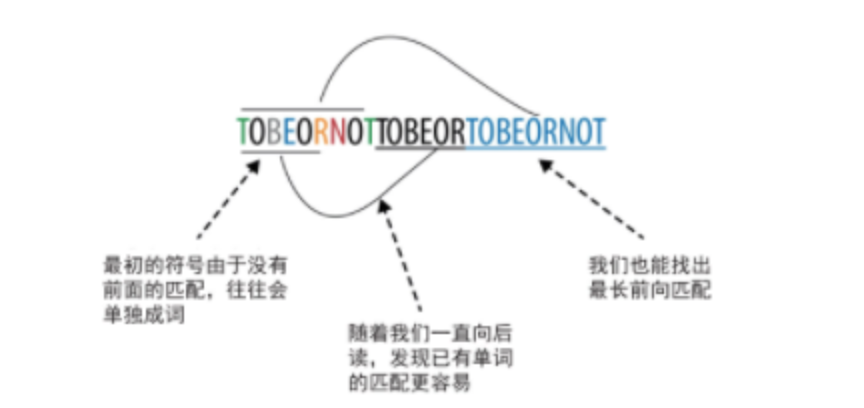 TOBEORNOTTOBEORTOBEORNOT
最初的符号由于没有
前面的匹配，往往会
单独成词
随着我们一直向后
读，发现已有单词
的匹配更容易
我们也能找出
最长前向匹配